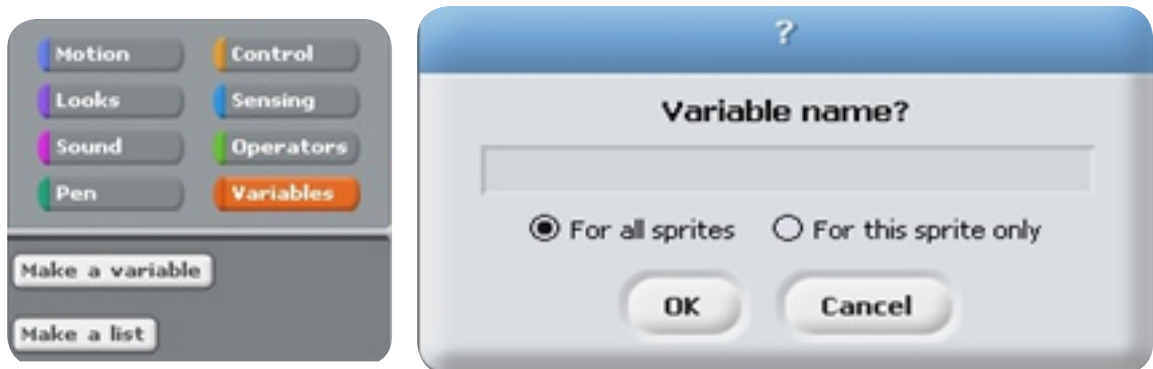 Motion Control
Looks Sensing
Sound Operators
Pen Variables
Make a variable
Make a list
?
Variable name?
For all sprites For this sprite only
OK Cancel